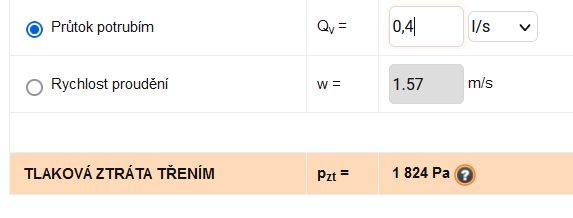 Průtok potrubím Qv = 0,4 l/s
Rychlost proudění w = 1.57 m/s
TLAKOVÁ ZTRÁTA TŘENÍM pzt = 1 824 Pa ?